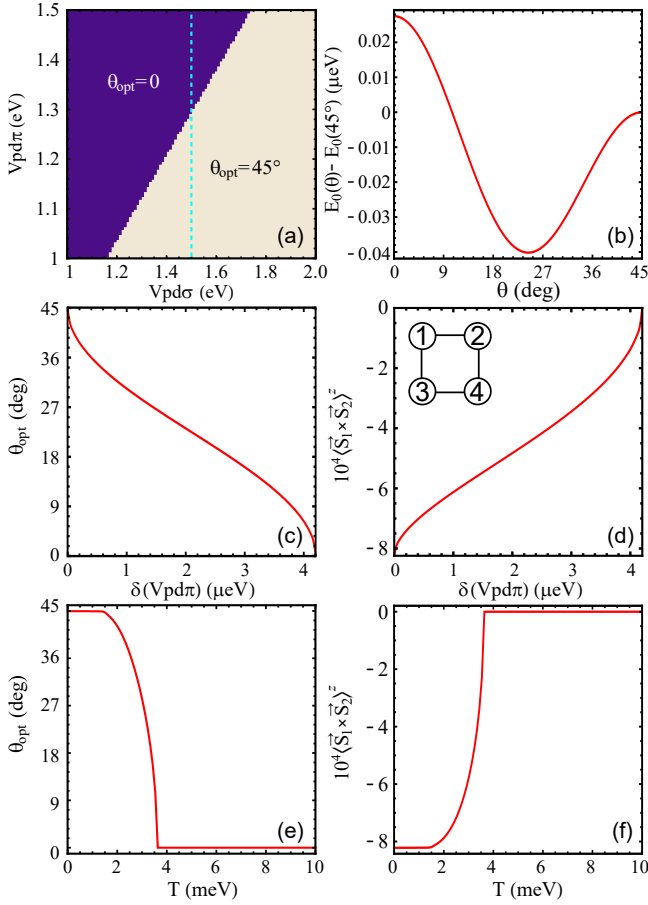 1.5
1.4
1.3
1.2
1.1
1
Vpdπ (eV)
θopt=0
θopt=45°
(a)
1 1.2 1.4 1.6 1.8 2.0
Vpdσ (eV)
0.02
0.01
0
-0.01
-0.02
-0.03
-0.04
E0(θ)-E0(45°) (μeV)
(b)
0 9 18 27 36 45
θ (deg)
45
36
27
18
9
0
θopt (deg)
(c)
0 1 2 3 4
δ(Vpdπ) (μeV)
0
-2
-4
-6
-8
10⁴⟨S⃗1×S⃗2⟩ᶻ
1 2
3 4
(d)
0 1 2 3 4
δ(Vpdπ) (μeV)
45
36
27
18
9
0
θopt (deg)
(e)
0 2 4 6 8 10
T (meV)
0
-2
-4
-6
-8
10⁴⟨S⃗1×S⃗2⟩ᶻ
(f)
0 2 4 6 8 10
T (meV)